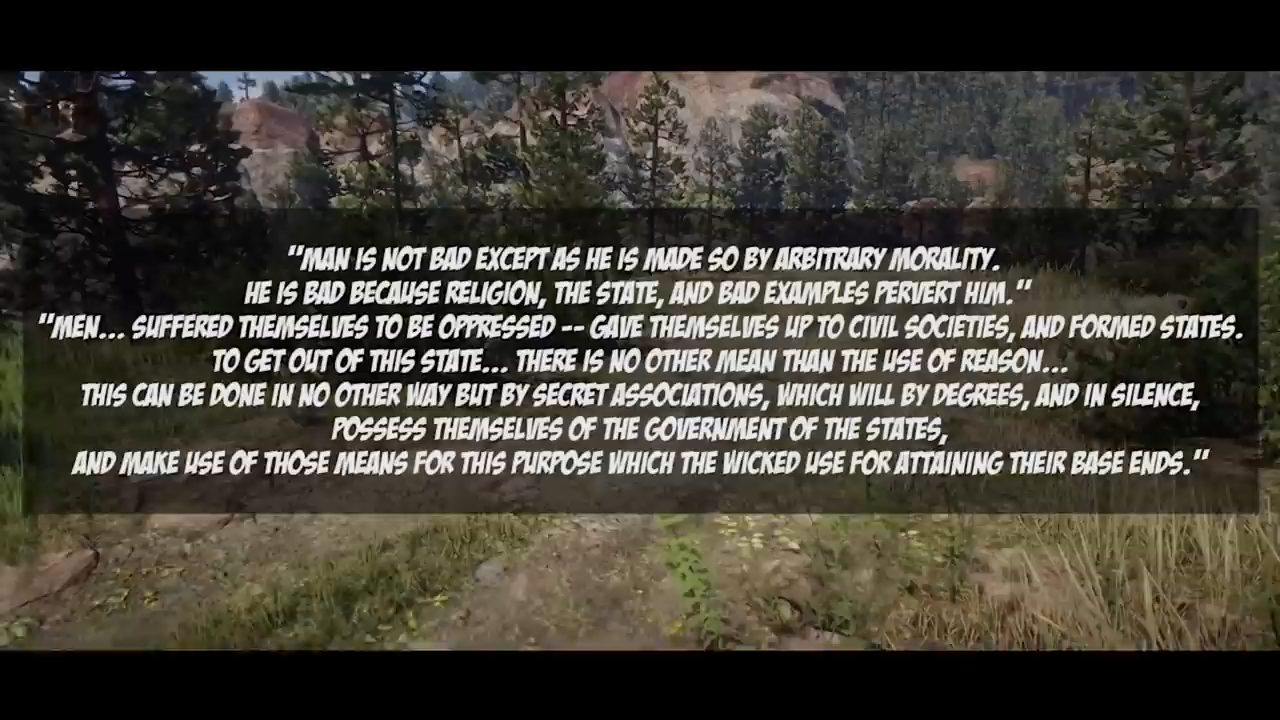 "MAN IS NOT BAD EXCEPT AS HE IS MADE SO BY ARBITRARY MORALITY.
HE IS BAD BECAUSE RELIGION, THE STATE, AND BAD EXAMPLES PERVERT HIM."
"MEN... SUFFERED THEMSELVES TO BE OPPRESSED -- GAVE THEMSELVES UP TO CIVIL SOCIETIES, AND FORMED STATES.
TO GET OUT OF THIS STATE... THERE IS NO OTHER MEAN THAN THE USE OF REASON...
THIS CAN BE DONE IN NO OTHER WAY BUT BY SECRET ASSOCIATIONS, WHICH WILL BY DEGREES, AND IN SILENCE,
POSSESS THEMSELVES OF THE GOVERNMENT OF THE STATES,
AND MAKE USE OF THOSE MEANS FOR THIS PURPOSE WHICH THE WICKED USE FOR ATTAINING THEIR BASE ENDS."